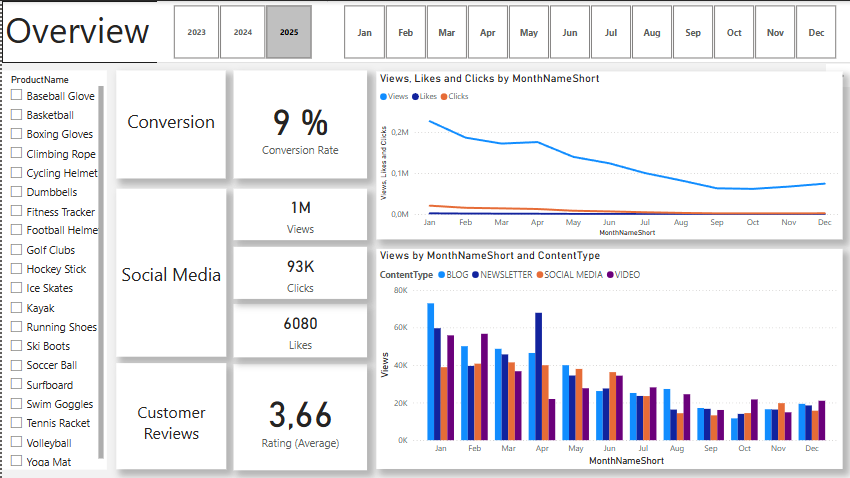 Overview
2023 2024 2025
Jan Feb Mar Apr May Jun Jul Aug Sep Oct Nov Dec
ProductName
Baseball Glove
Basketball
Boxing Gloves
Climbing Rope
Cycling Helmet
Dumbbells
Fitness Tracker
Football Helme
Golf Clubs
Hockey Stick
Ice Skates
Kayak
Running Shoes
Ski Boots
Soccer Ball
Surfboard
Swim Goggles
Tennis Racket
Volleyball
Yoga Mat
Conversion
9 %
Conversion Rate
Social Media
1M
Views
93K
Clicks
6080
Likes
Customer
Reviews
3,66
Rating (Average)
Views, Likes and Clicks by MonthNameShort
Views Likes Clicks
Views, Likes and Clicks
0,2M
0,1M
0,0M
Jan Feb Mar Apr May Jun Jul Aug Sep Oct Nov Dec
MonthNameShort
Views by MonthNameShort and ContentType
ContentType BLOG NEWSLETTER SOCIAL MEDIA VIDEO
Views
80K
60K
40K
20K
0K
Jan Feb Mar Apr May Jun Jul Aug Sep Oct Nov Dec
MonthNameShort